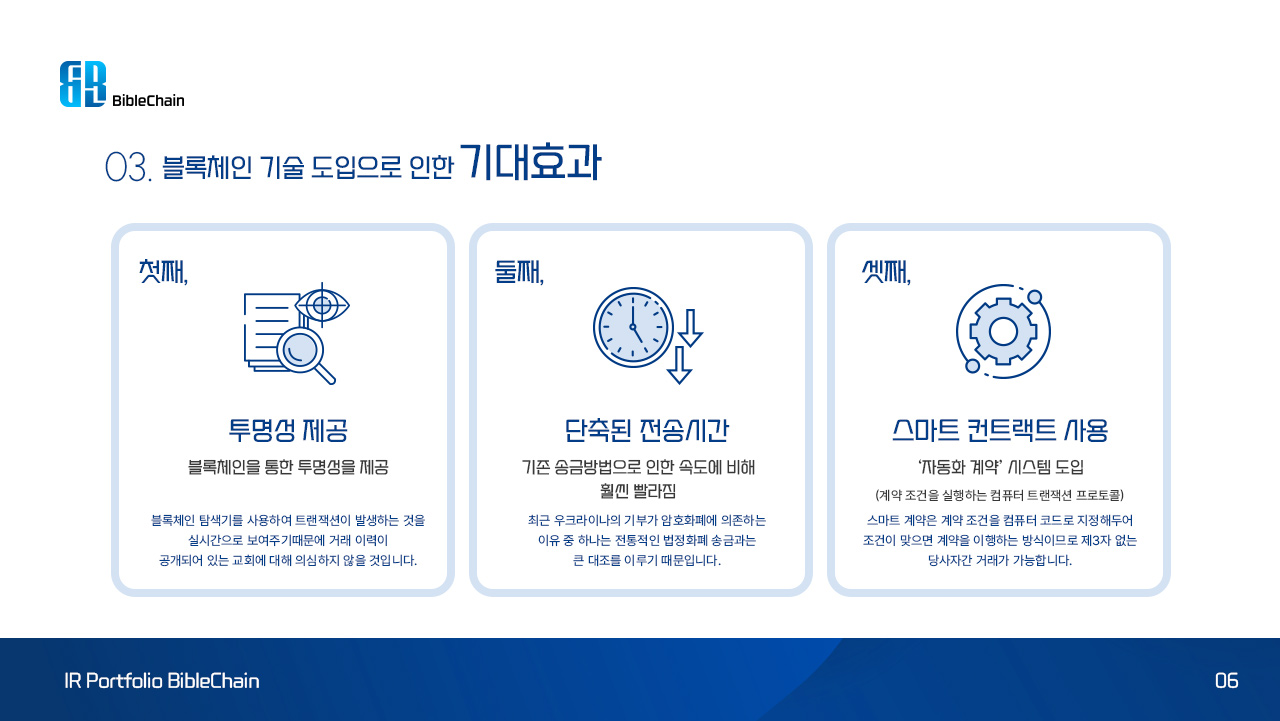 BibleChain
03. 블록체인 기술 도입으로 인한 기대효과
첫째,
투명성 제공
블록체인을 통한 투명성을 제공
블록체인 탐색기를 사용하여 트랜잭션이 발생하는 것을
실시간으로 보여주기때문에 거래 이력이
공개되어 있는 교회에 대해 의심하지 않을 것입니다.
둘째,
단축된 전송시간
기존 송금방법으로 인한 속도에 비해
훨씬 빨라짐
최근 우크라이나의 기부가 암호화폐에 의존하는
이유 중 하나는 전통적인 법정화폐 송금과는
큰 대조를 이루기 때문입니다.
셋째,
스마트 컨트랙트 사용
‘자동화 계약’ 시스템 도입
(계약 조건을 실행하는 컴퓨터 트랜잭션 프로토콜)
스마트 계약은 계약 조건을 컴퓨터 코드로 지정해두어
조건이 맞으면 계약을 이행하는 방식이므로 제3자 없는
당사자간 거래가 가능합니다.
IR Portfolio BibleChain
06